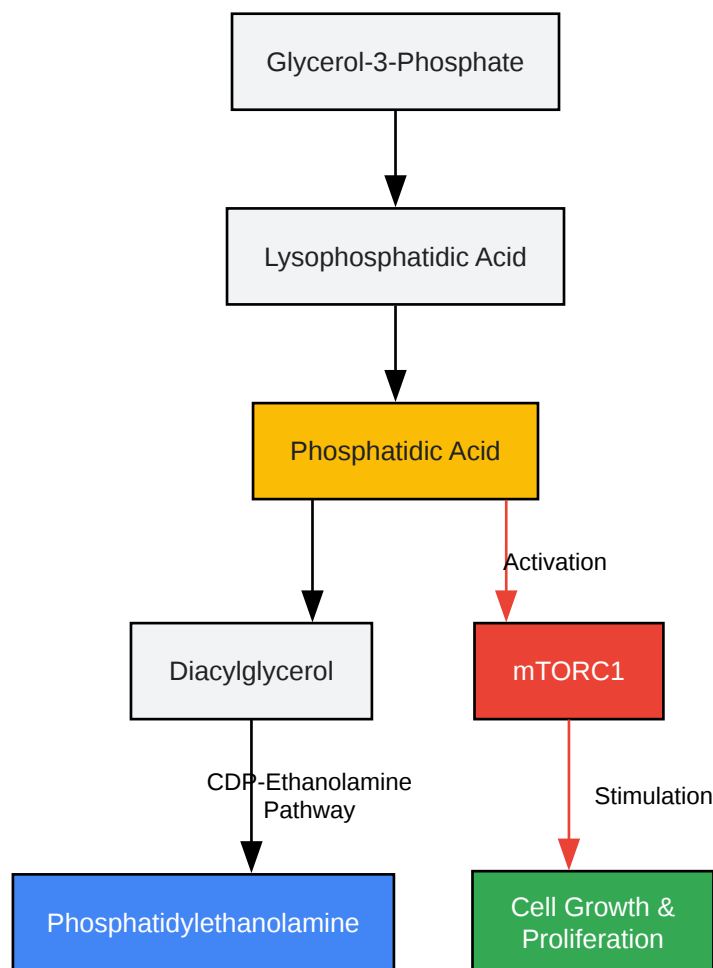 Glycerol-3-Phosphate
Lysophosphatidic Acid
Phosphatidic Acid
Activation
Diacylglycerol
mTORC1
CDP-Ethanolamine
Pathway
Stimulation
Phosphatidylethanolamine
Cell Growth &
Proliferation